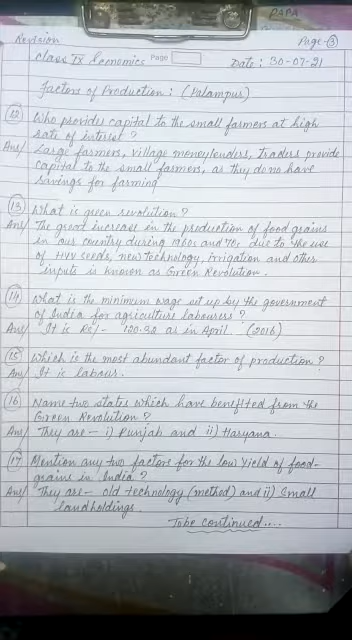 PAPA
Revision
Page-3
Class IX Economics Page
Date: 30-07-21
Factors of Production: (Palampur)
12 Who provides capital to the small farmers at high
rate of interest?
Ans/ Large farmers, village moneylenders, traders provide
capital to the small farmers, as they do no have
savings for farming
13 What is green revolution?
Ans/ The great increase in the production of food grains
in our country during 1960s and 70s due to the use
of HYV seeds, new technology, irrigation and other
inputs is known as Green Revolution.
14 What is the minimum wage set up by the government
of India for agriculture labourers?
Ans/ It is Rs/- 120.32 as in April (2016)
15 Which is the most abundant factor of production?
Ans/ It is labour.
16 Name two states which have benefited from the
Green Revolution?
Ans/ They are- i) Punjab and ii) Haryana.
17 Mention any two factors for the low yield of food-
grains in India?
Ans/ They are- old technology (method) and ii) Small
landholdings.
To be continued....